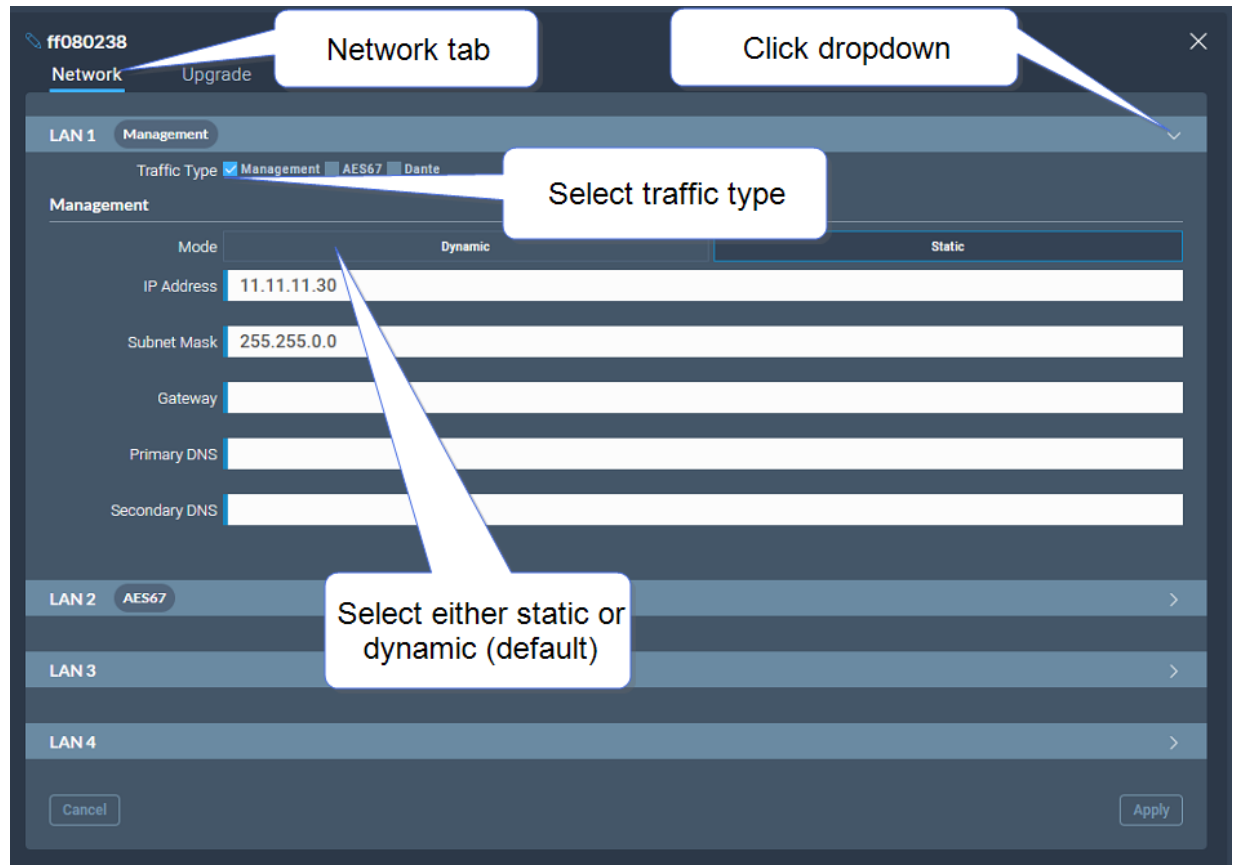 ff080238
Network tab
Click dropdown
Network
Upgrade
LAN 1 Management
Traffic Type Management AES67 Dante
Select traffic type
Management
Mode Dynamic Static
IP Address 11.11.11.30
Subnet Mask 255.255.0.0
Gateway
Primary DNS
Secondary DNS
LAN 2 AES67
Select either static or
dynamic (default)
LAN 3
LAN 4
Cancel
Apply